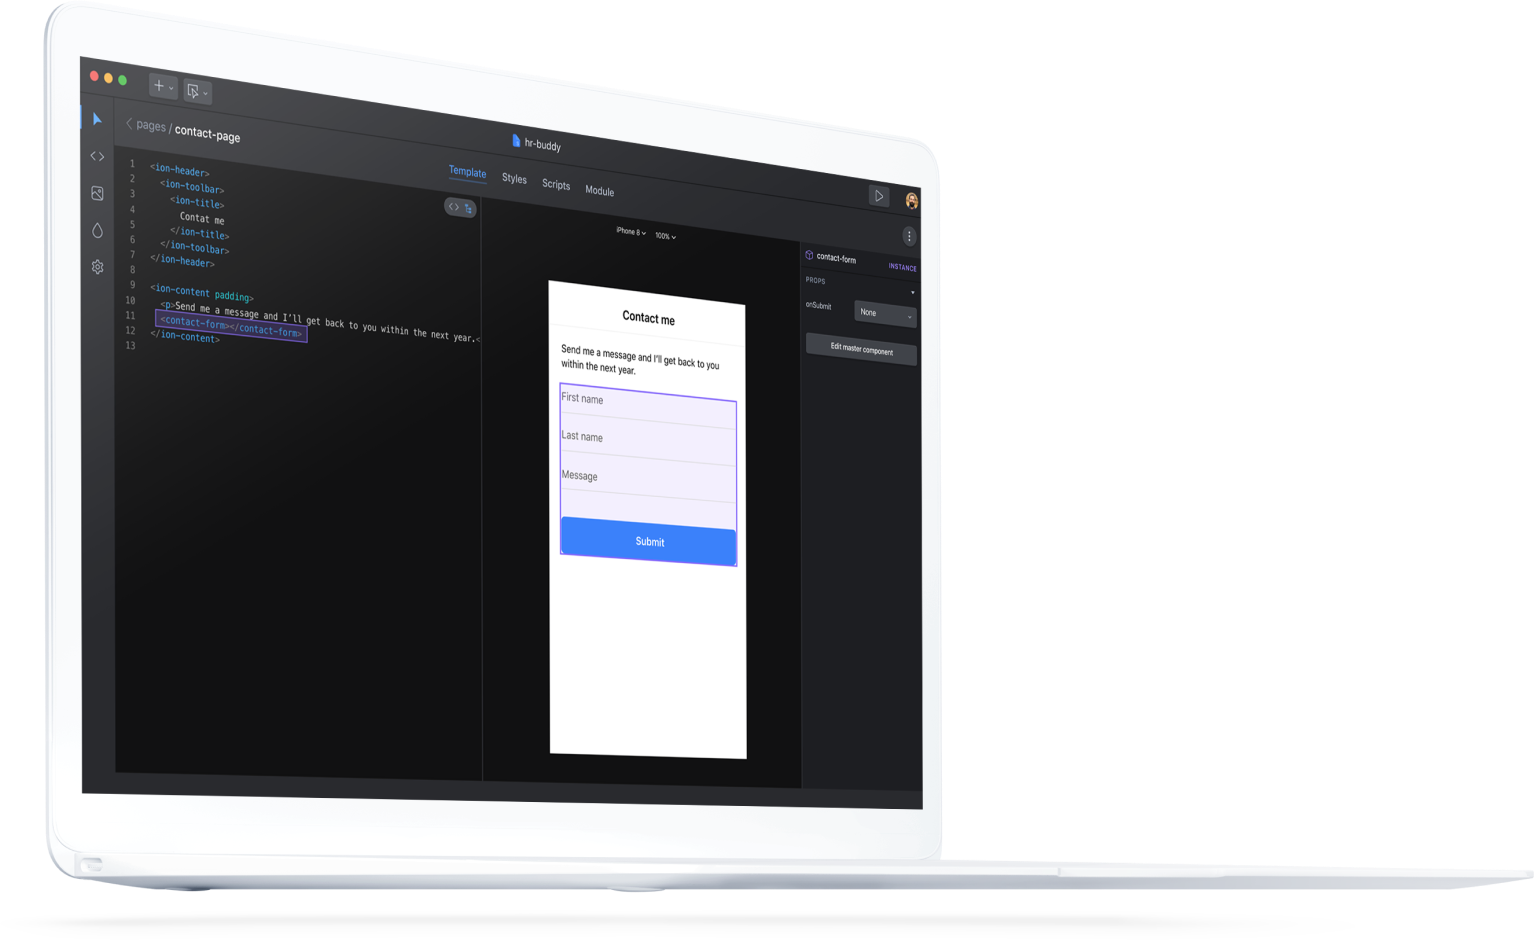 hr-buddy
pages / contact-page
Template Styles Scripts Module
1 <ion-header>
2 <ion-toolbar>
3 <ion-title>
4 Contat me
5 </ion-title>
6 </ion-toolbar>
7 </ion-header>
8
9 <ion-content padding>
10 <p>Send me a message and I'll get back to you within the next year.<
11 <contact-form></contact-form>
12 </ion-content>
13
iPhone 8 100%
Contact me
Send me a message and I'll get back to you
within the next year.
First name
Last name
Message
Submit
contact-form INSTANCE
PROPS
onSubmit None
Edit master component